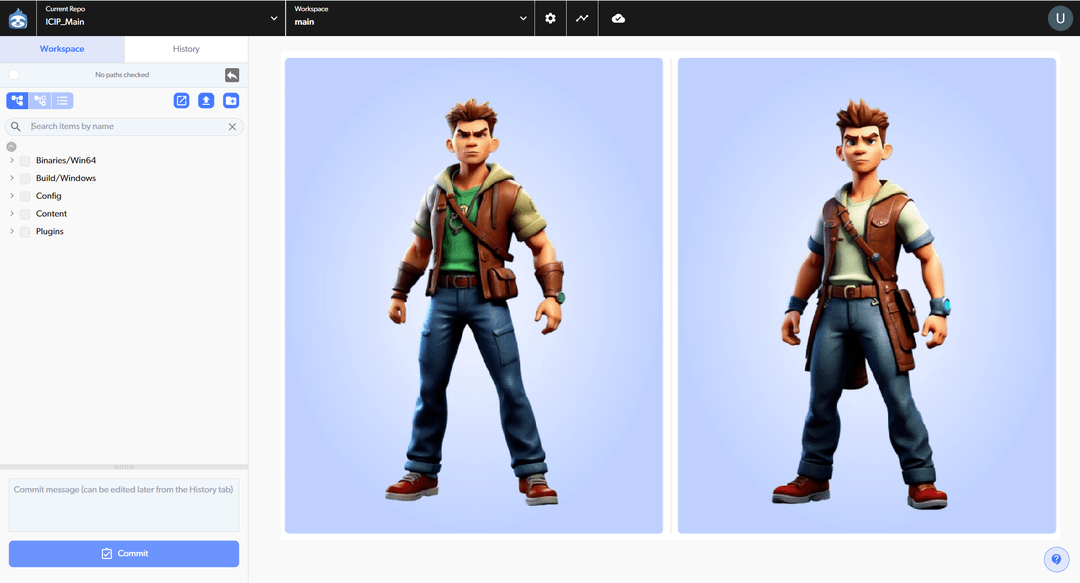 Current Repo
ICIP_Main
Workspace
main
U
Workspace
History
No paths checked
Search items by name
Binaries/Win64
Build/Windows
Config
Content
Plugins
Commit message (can be edited later from the History tab)
Commit